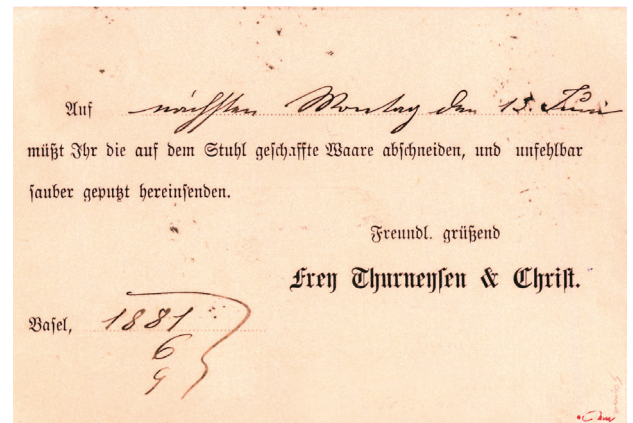 Auf nächsten Montag den 13. Juni
müßt Ihr die auf dem Stuhl geschaffte Waare abschneiden, und unfehlbar
sauber geputzt hereinsenden.
Freundl. grüßend
Frey Thurneysen & Christ.
Basel, 1881
6
9